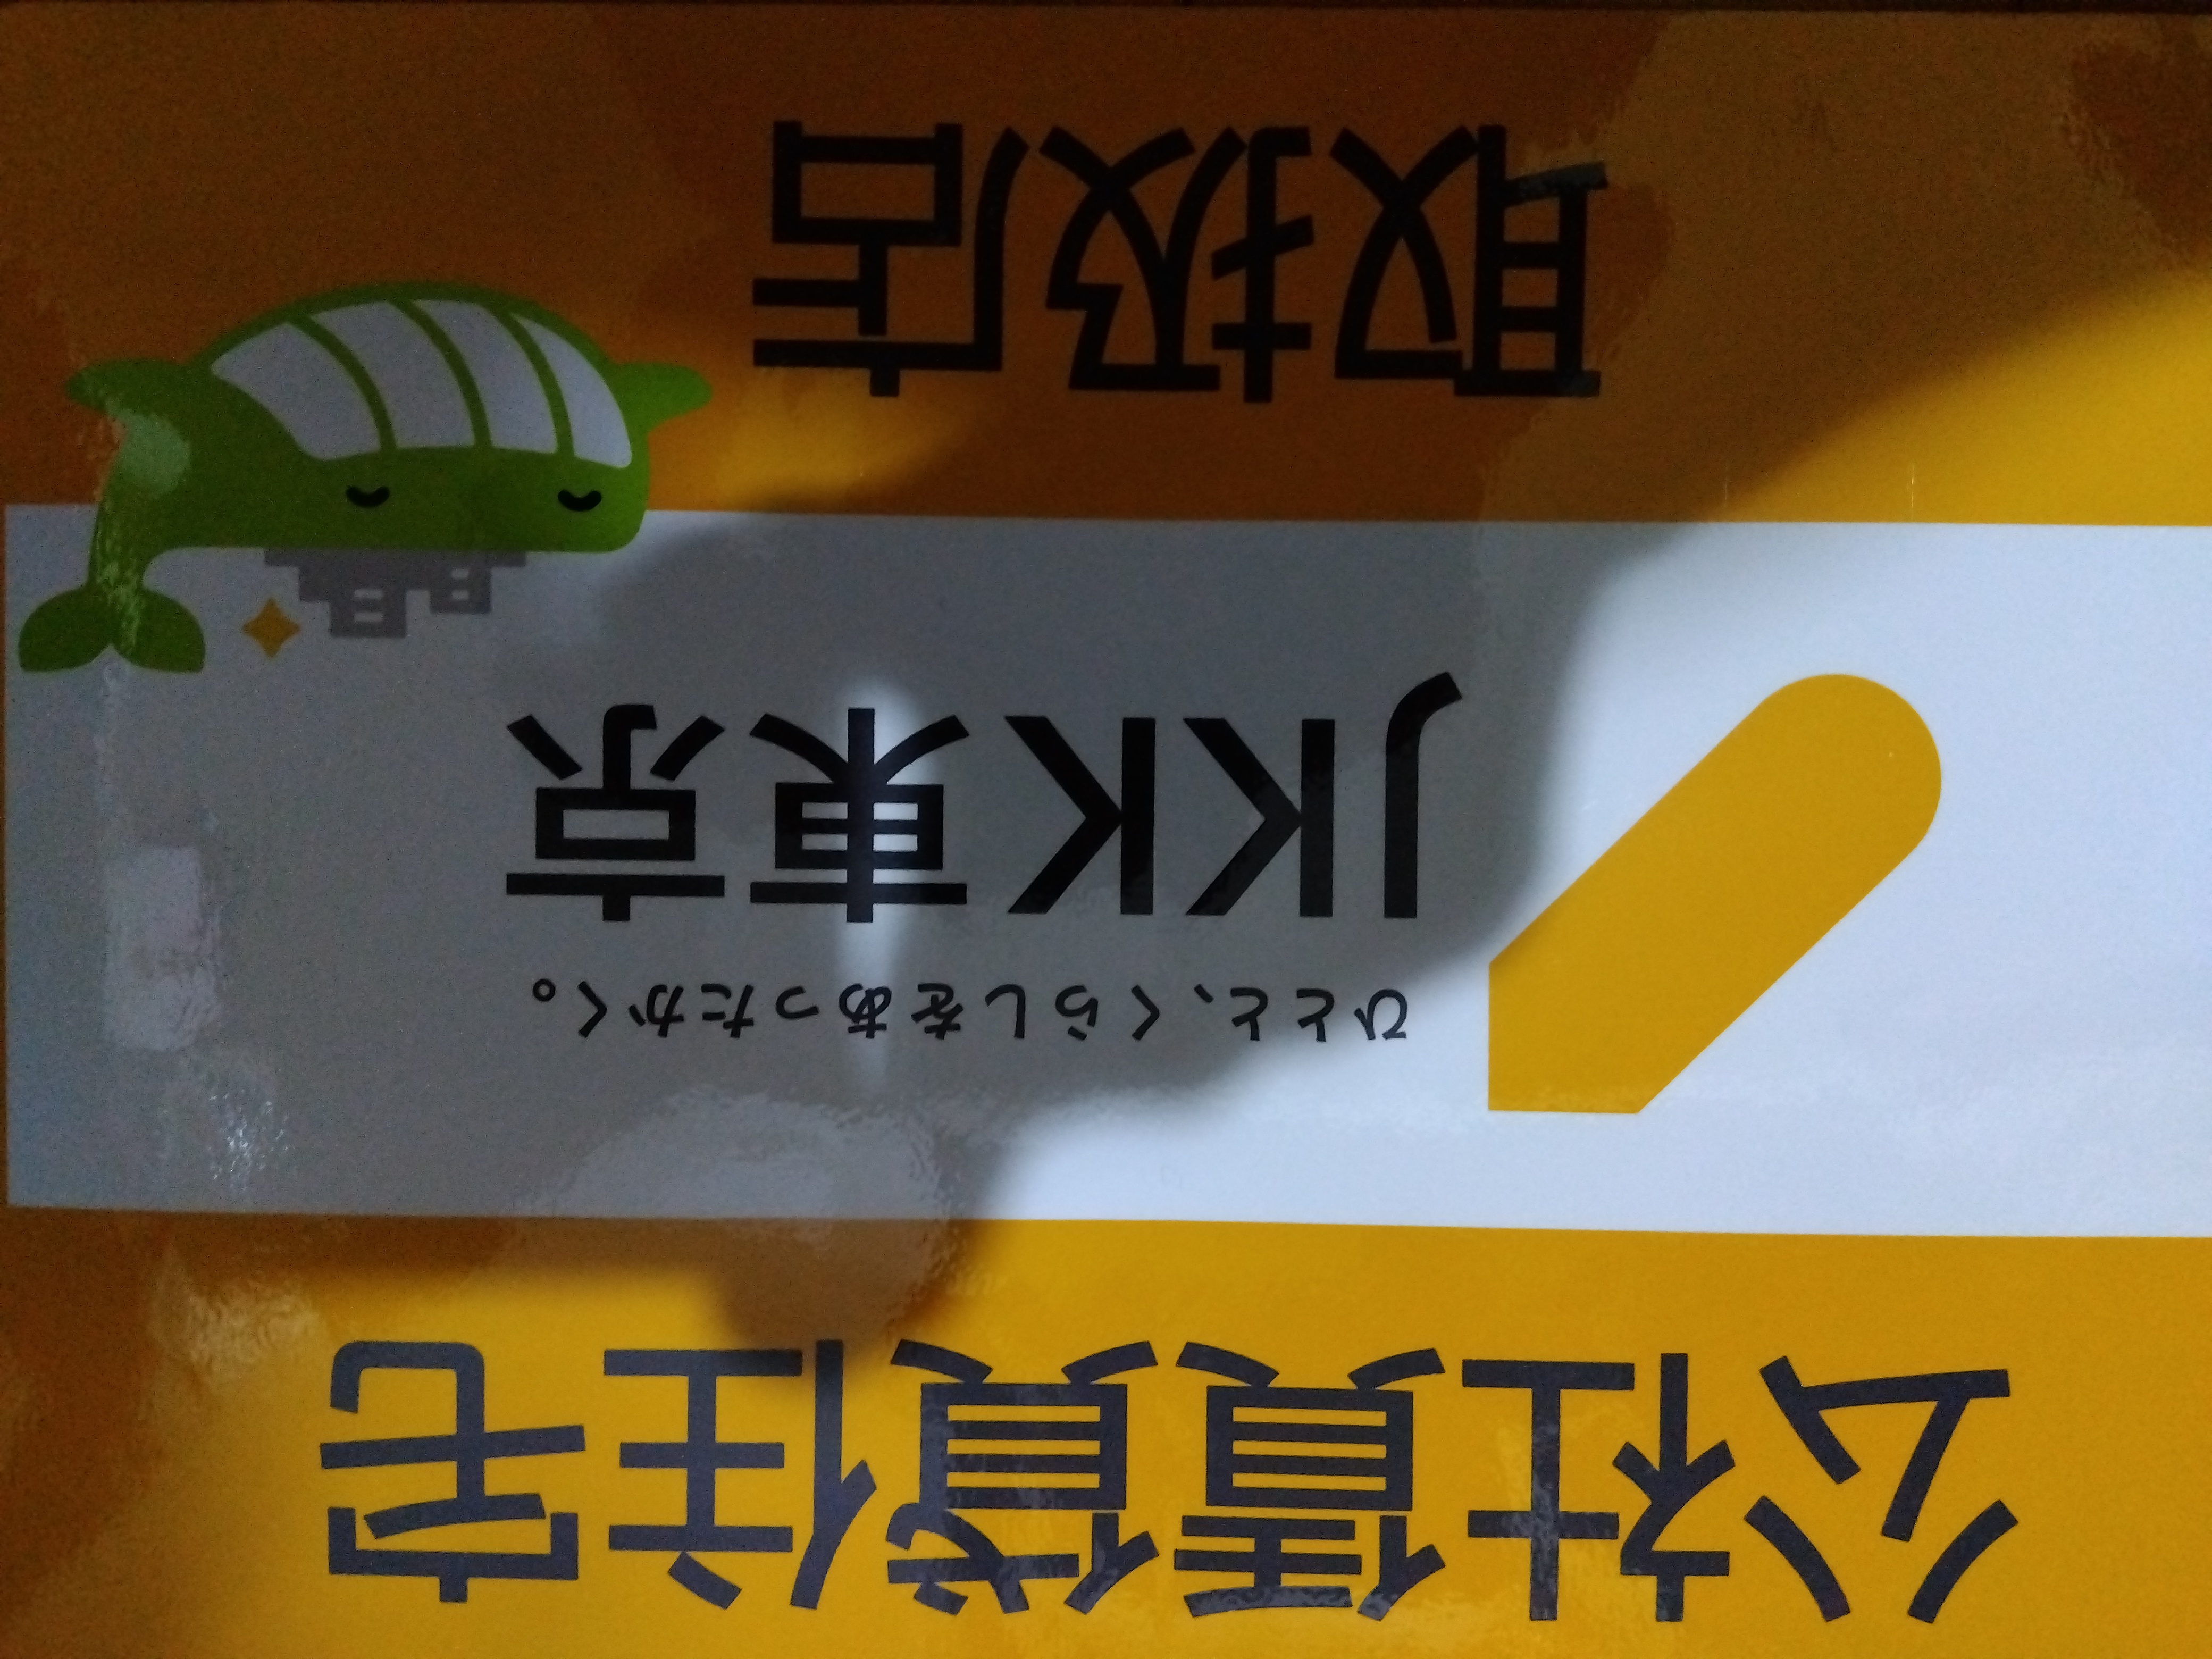 公社賃貸住宅
ひとと、くらしをあったかく。
JKK東京
取扱店